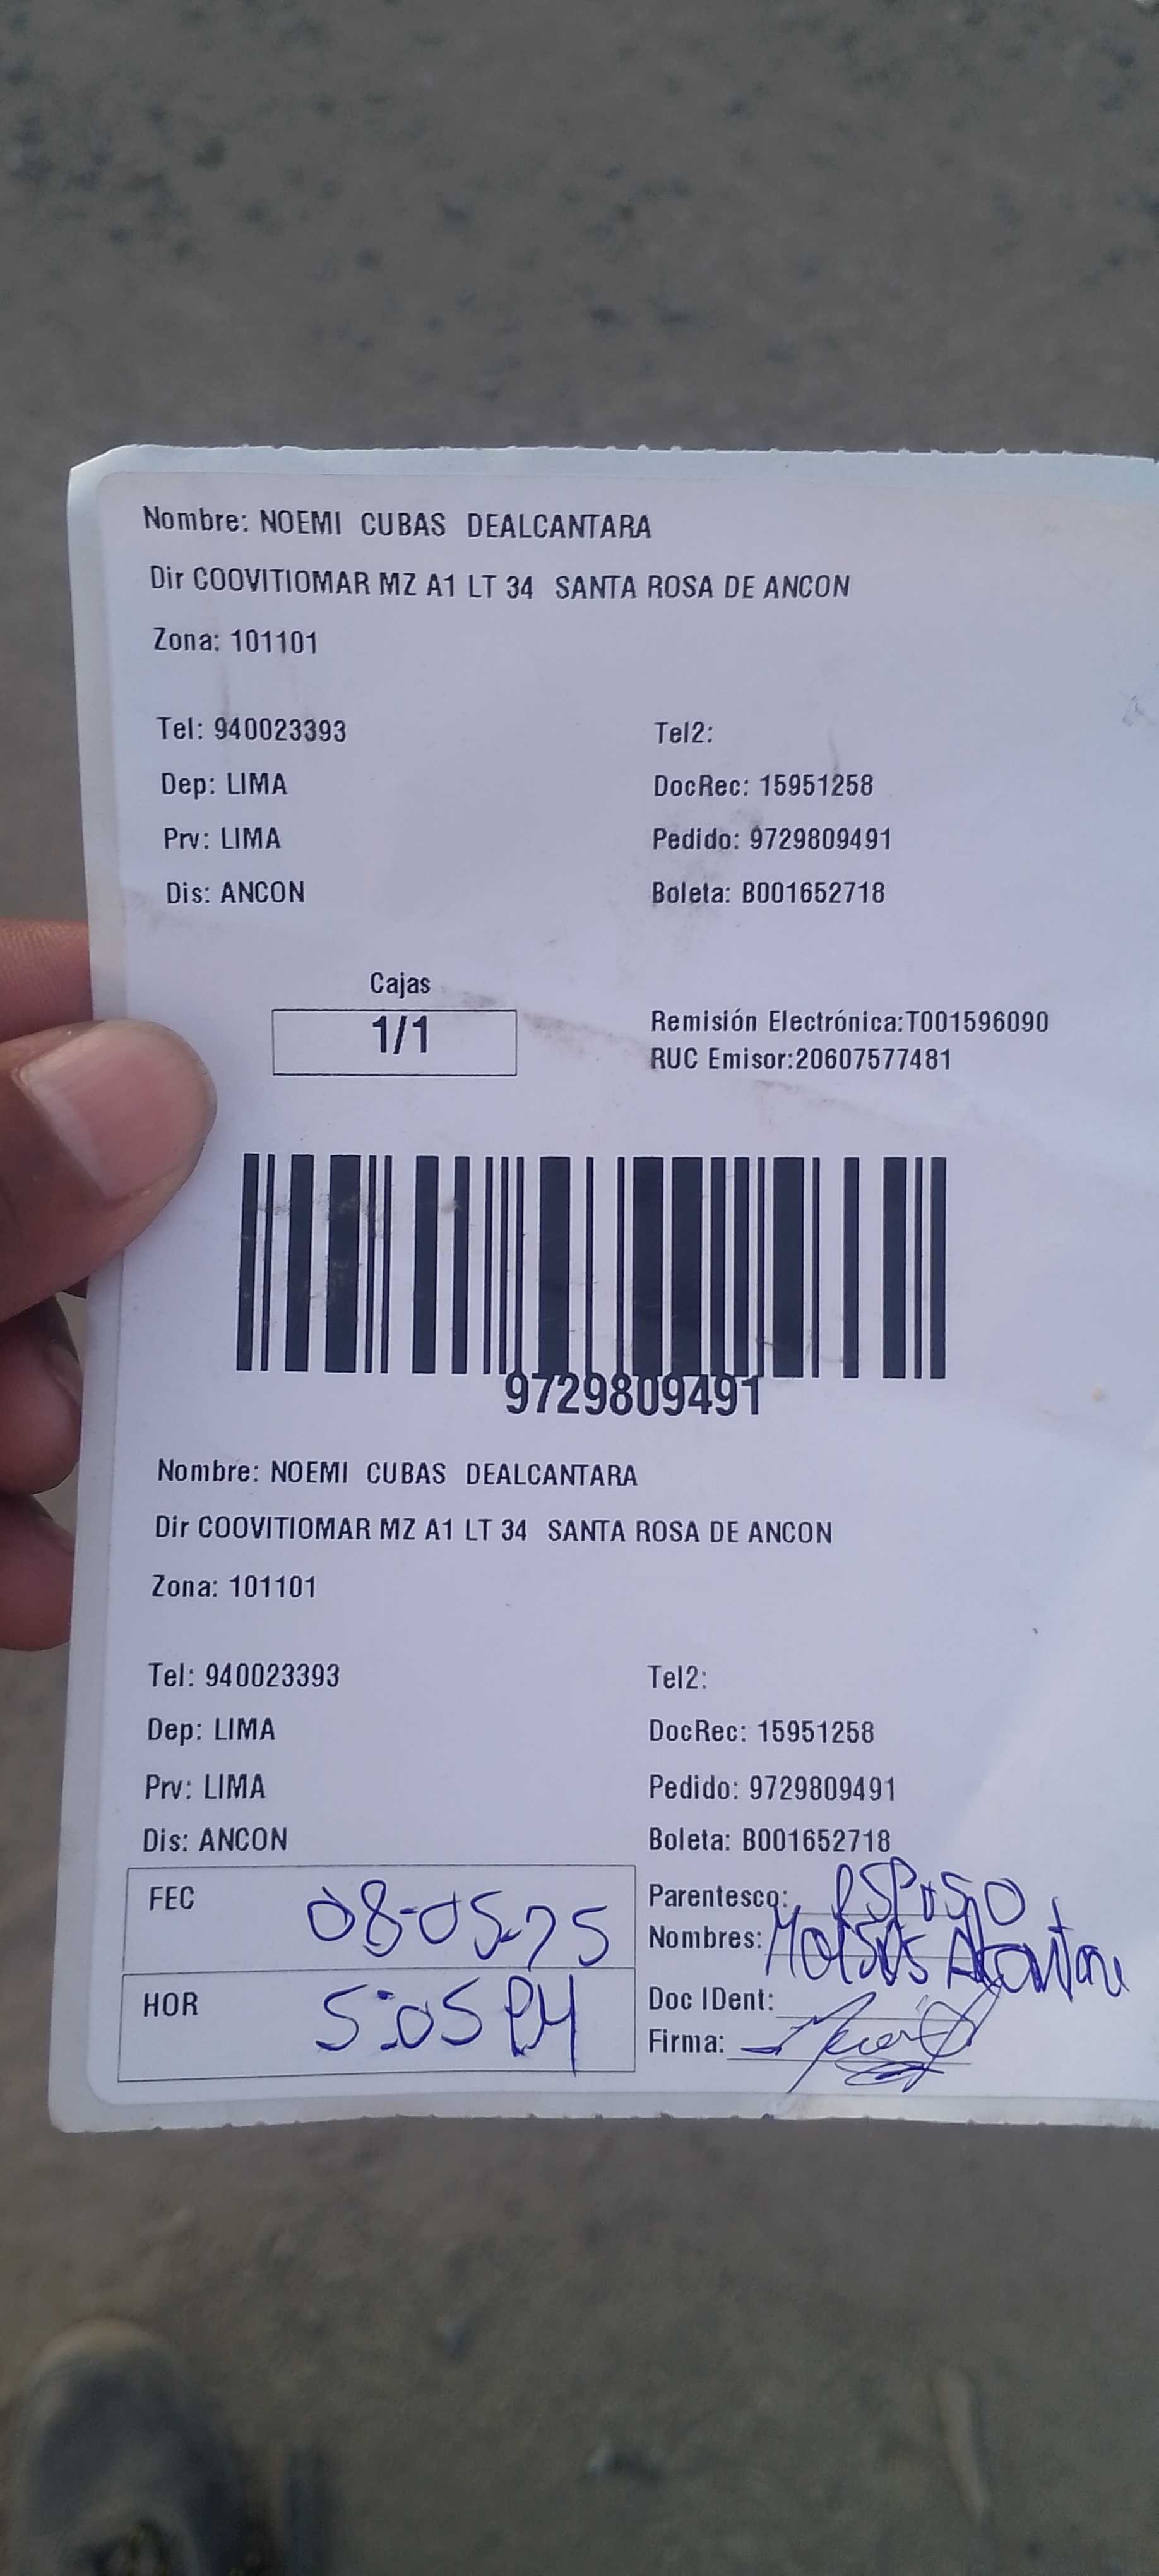 Nombre: NOEMI CUBAS DEALCANTARA
Dir COOVITIOMAR MZ A1 LT 34 SANTA ROSA DE ANCON
Zona: 101101
Tel: 940023393 Tel2:
Dep: LIMA DocRec: 15951258
Prv: LIMA Pedido: 9729809491
Dis: ANCON Boleta: B001652718
Cajas
1/1
Remisión Electrónica:T001596090
RUC Emisor:20607577481
9729809491
Nombre: NOEMI CUBAS DEALCANTARA
Dir COOVITIOMAR MZ A1 LT 34 SANTA ROSA DE ANCON
Zona: 101101
Tel: 940023393 Tel2:
Dep: LIMA DocRec: 15951258
Prv: LIMA Pedido: 9729809491
Dis: ANCON Boleta: B001652718
FEC 08-05-25 Parentesco: esposo
Nombres:
HOR 5:05 PM Doc IDent:
Firma: